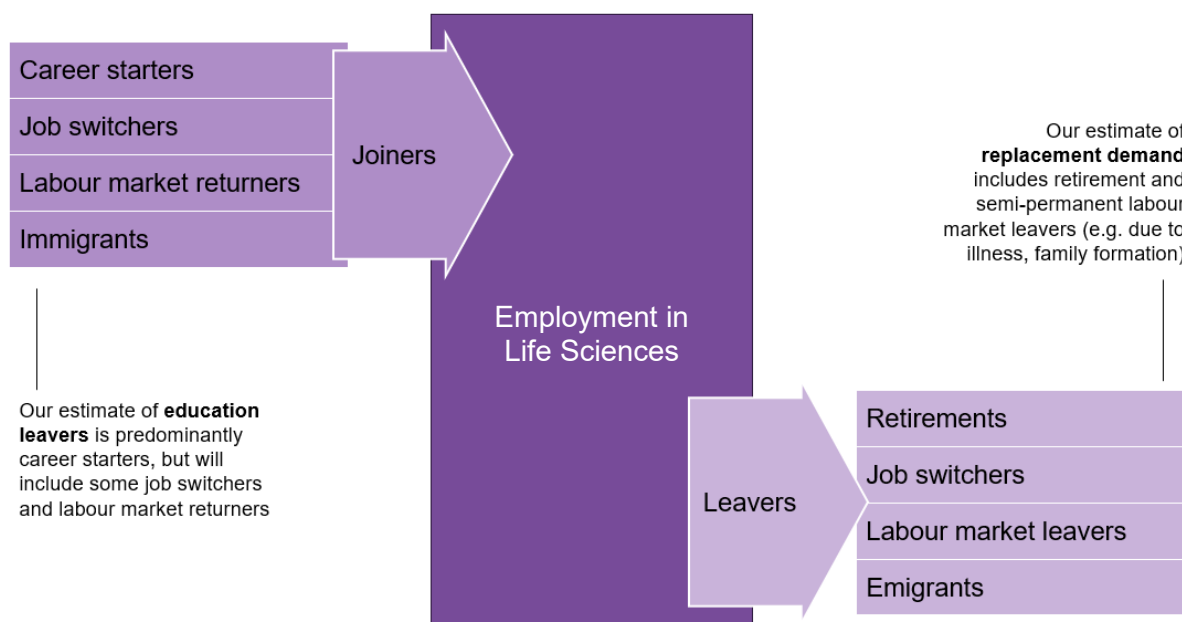 Career starters
Job switchers
Labour market returners
Immigrants
Joiners
Our estimate of education
leavers is predominantly
career starters, but will
include some job switchers
and labour market returners
Employment in
Life Sciences
Our estimate of
replacement demand
includes retirement and
semi-permanent labour
market leavers (e.g. due to
illness, family formation)
Leavers
Retirements
Job switchers
Labour market leavers
Emigrants